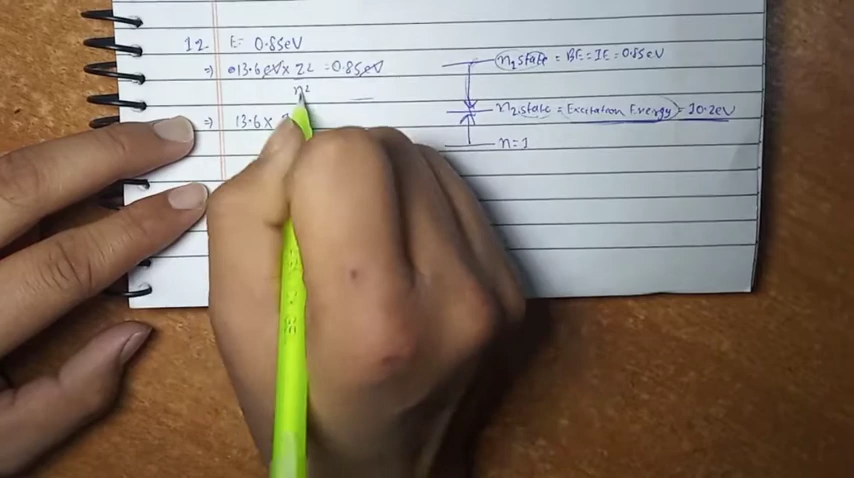 12. E = 0.85eV
⇒ 13.6eV × Z² = 0.85eV
n²
⇒ 13.6 ×
n₁ state = BE = IE = 0.85eV
n₂ state = Excitation Energy = 10.2eV
n=1